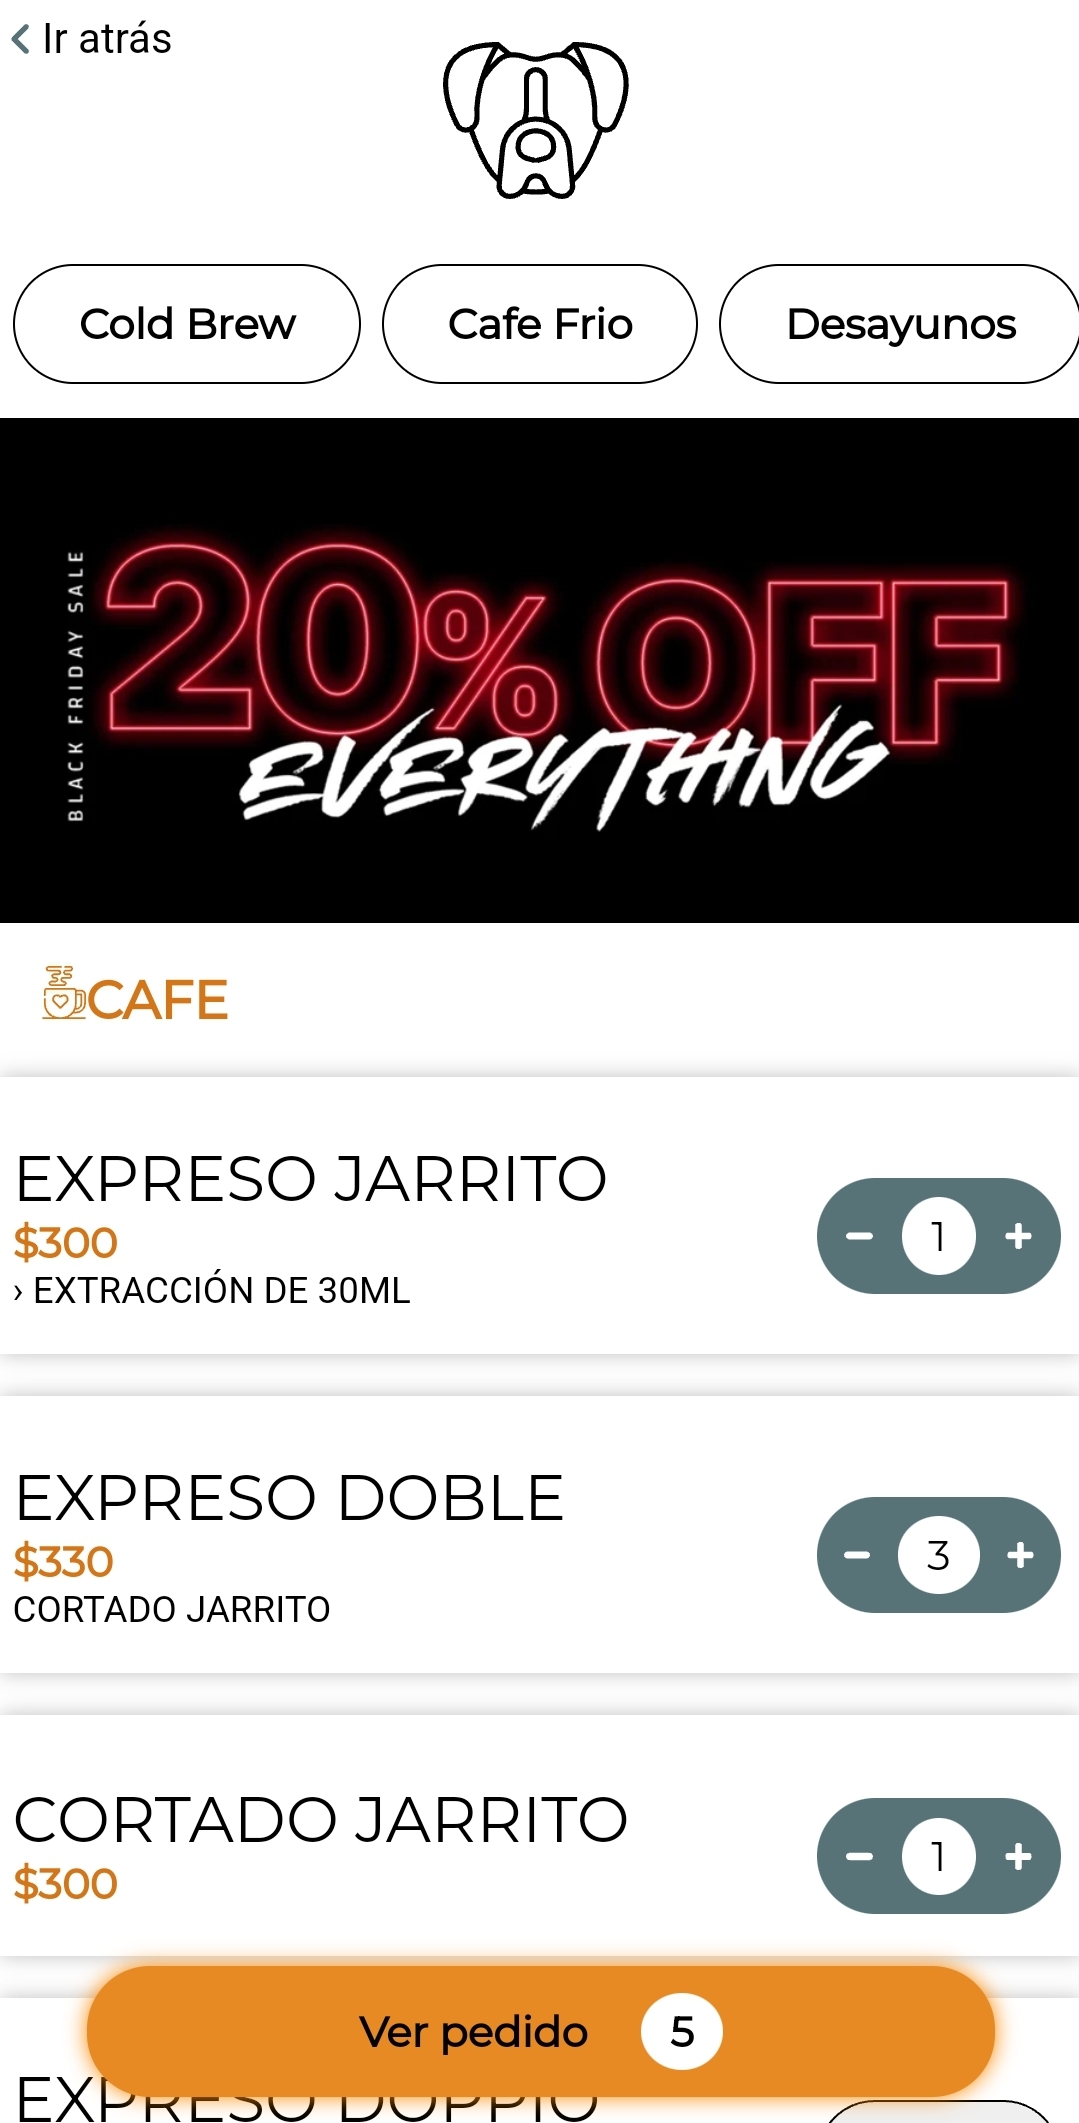 Ir atrás
Cold Brew
Cafe Frio
Desayunos
BLACK FRIDAY SALE
20% OFF
EVERYTHING
CAFE
EXPRESO JARRITO
$300
› EXTRACCIÓN DE 30ML
1
EXPRESO DOBLE
$330
CORTADO JARRITO
3
CORTADO JARRITO
$300
1
Ver pedido
5
EXPRESO DOPPIO